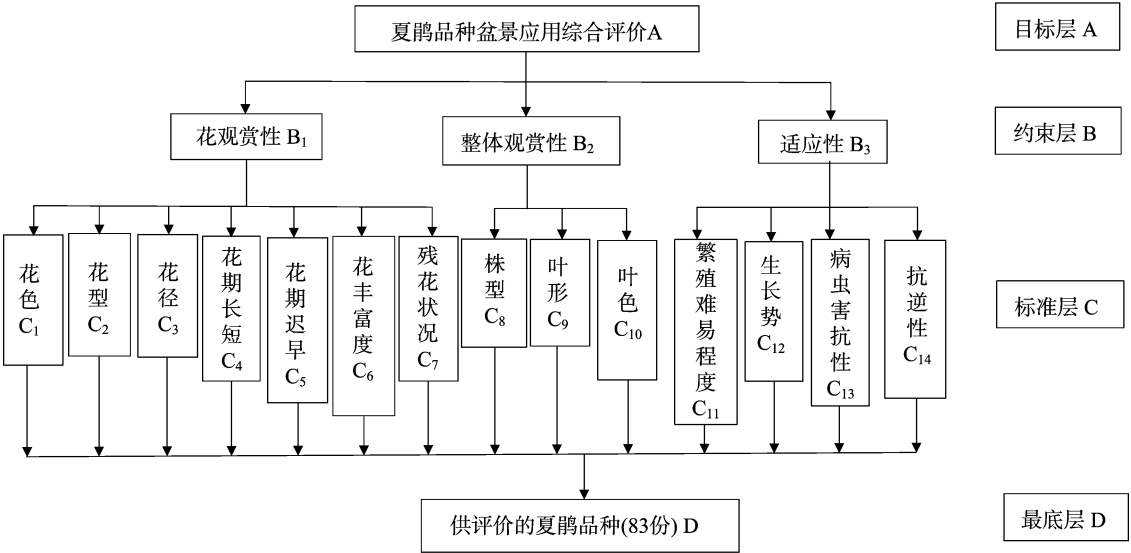 夏鹃品种盆景应用综合评价A
目标层 A
花观赏性 B₁
整体观赏性 B₂
适应性 B₃
约束层 B
花色 C₁
花型 C₂
花径 C₃
花期长短 C₄
花期迟早 C₅
花丰富度 C₆
残花状况 C₇
株型 C₈
叶形 C₉
叶色 C₁₀
繁殖难易程度 C₁₁
生长势 C₁₂
病虫害抗性 C₁₃
抗逆性 C₁₄
标准层 C
供评价的夏鹃品种(83份) D
最底层 D